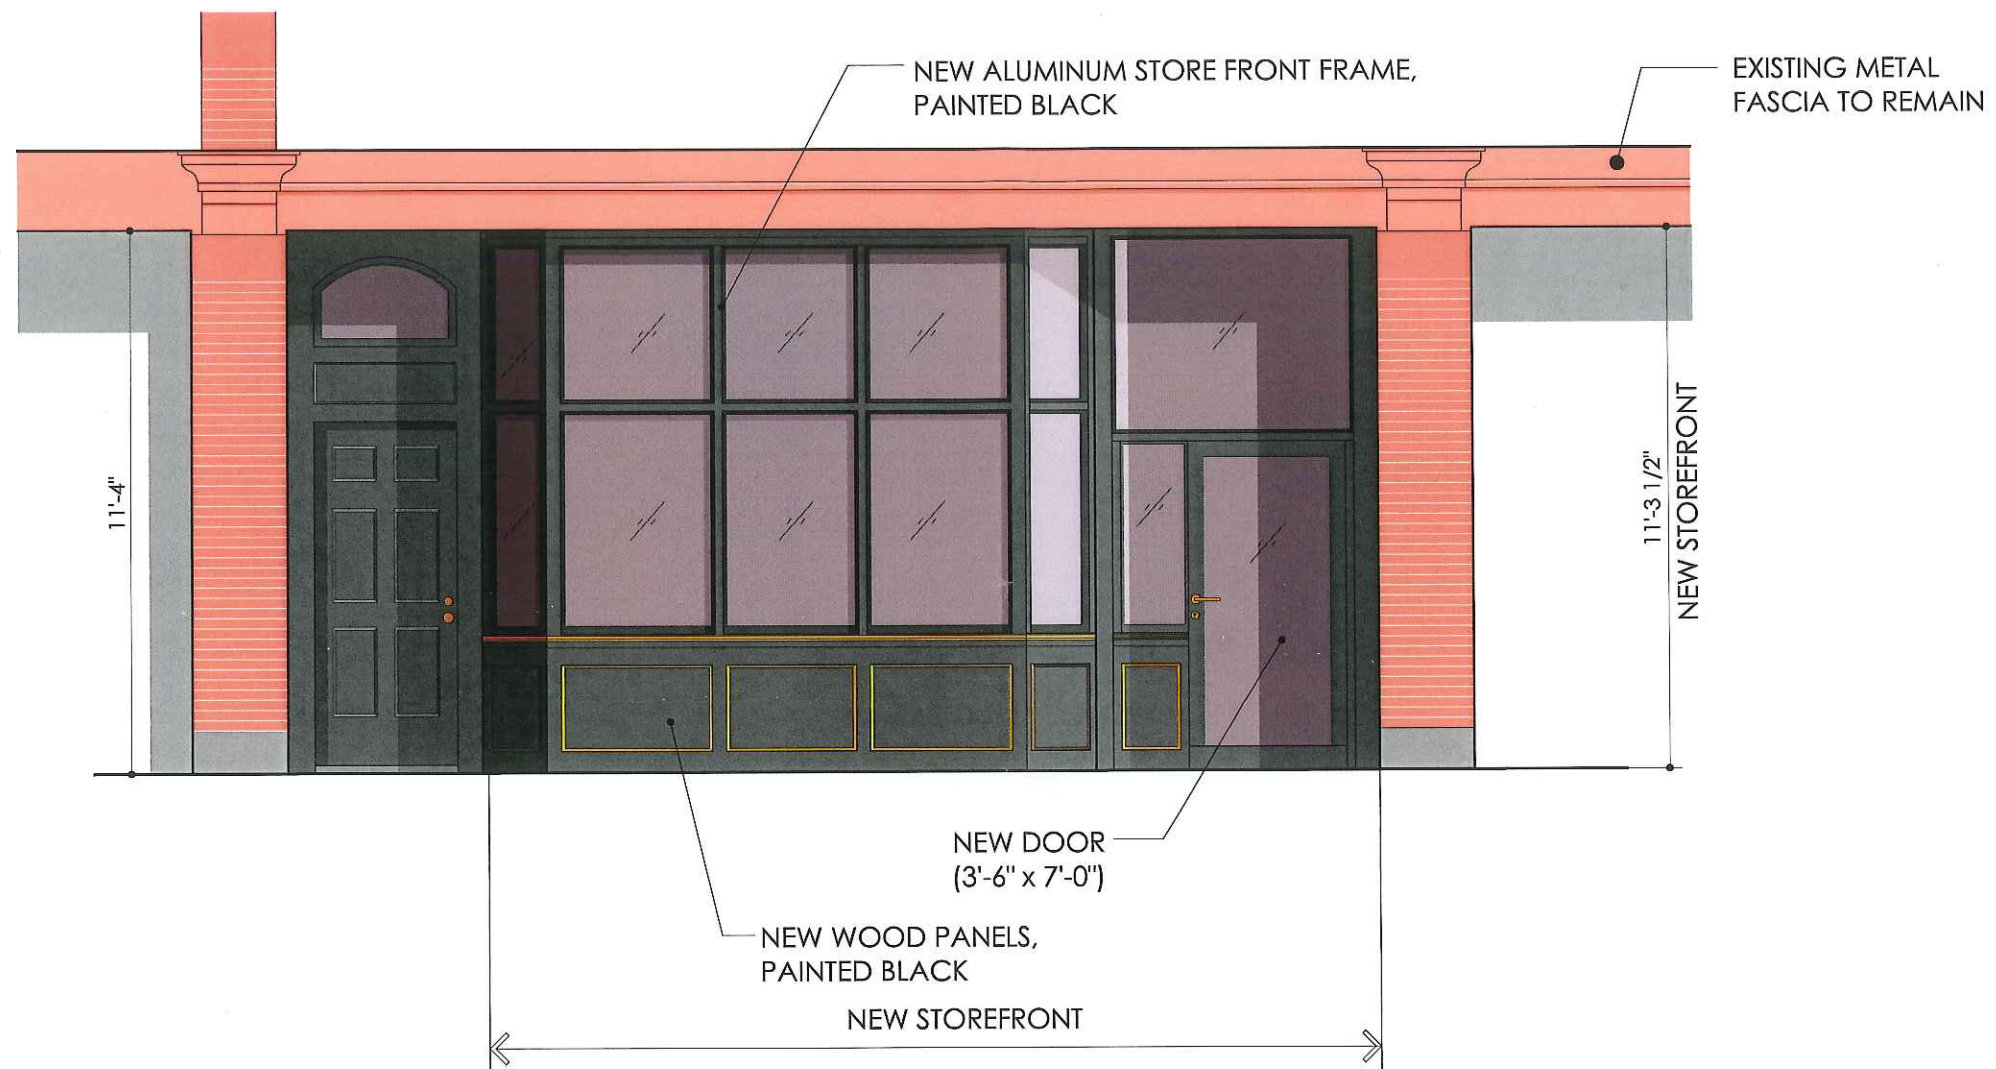 NEW ALUMINUM STORE FRONT FRAME,
PAINTED BLACK
EXISTING METAL
FASCIA TO REMAIN
11'-4"
11'-3 1/2"
NEW STOREFRONT
NEW DOOR
(3'-6" x 7'-0")
NEW WOOD PANELS,
PAINTED BLACK
NEW STOREFRONT